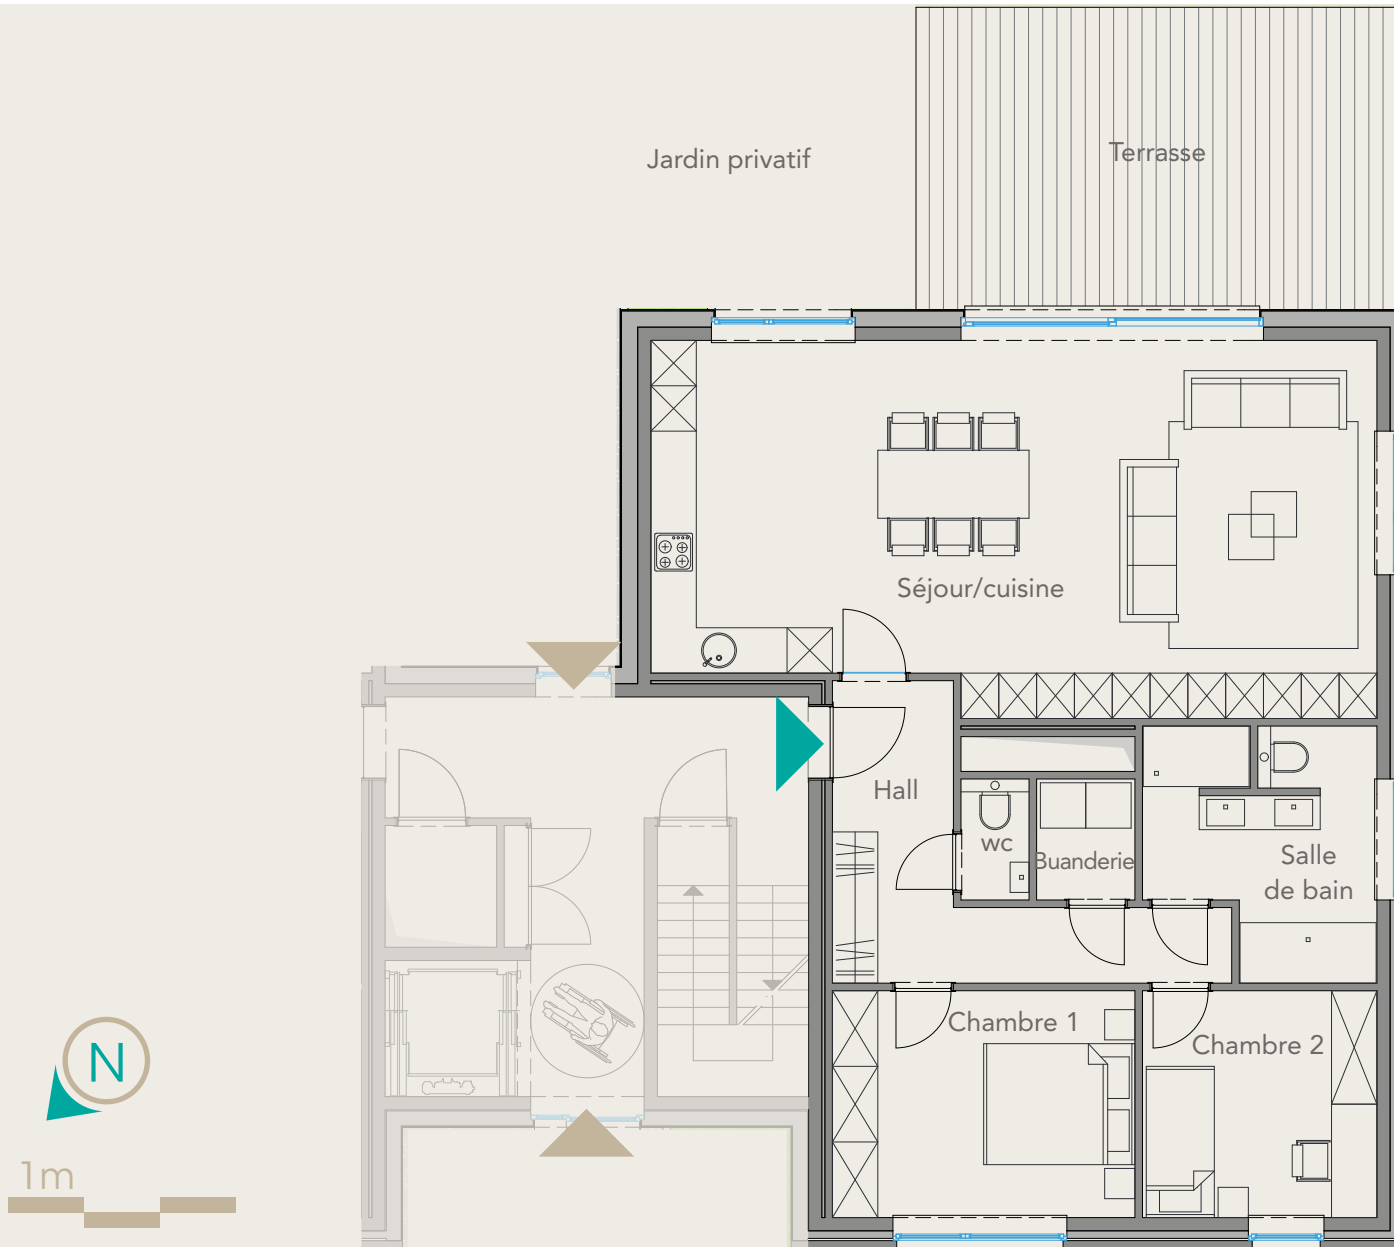 Jardin privatif
Terrasse
Séjour/cuisine
Hall
wc
Buanderie
Salle
de bain
Chambre 1
Chambre 2
N
1m